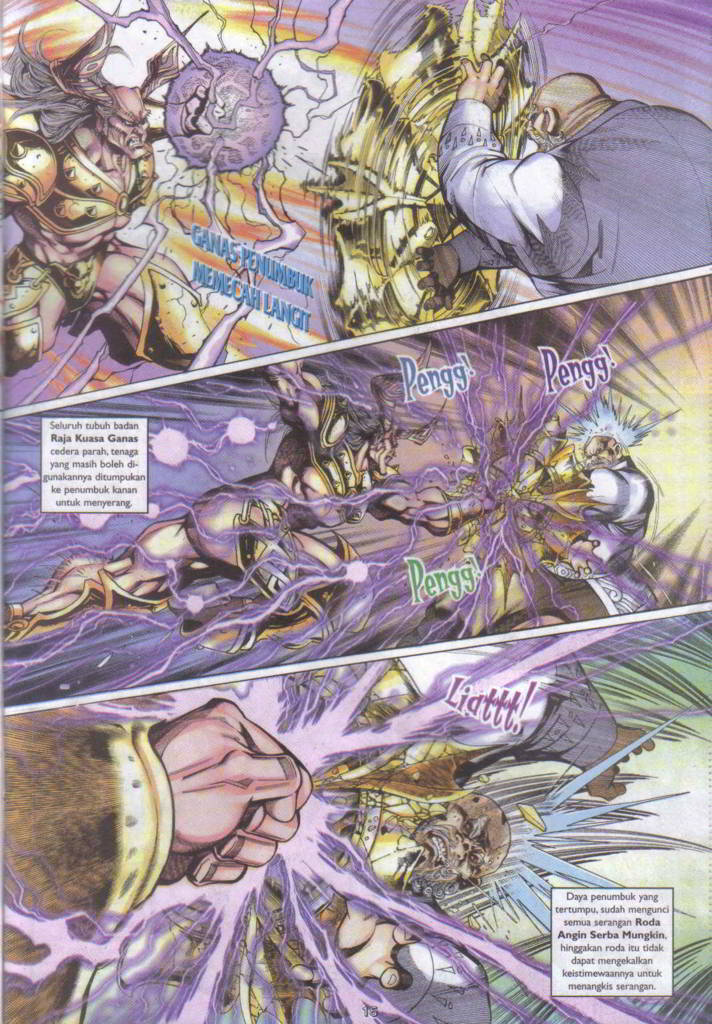 GANAS PENUMBUK
MEMECAH LANGIT
Pengg!
Pengg!
Seluruh tubuh badan
Raja Kuasa Ganas
cedera parah, tenaga
yang masih boleh di-
gunakannya ditumpukan
ke penumbuk kanan
untuk menyerang.
Pengg!
Liattt!
Daya penumbuk yang
tertumpu, sudah mengunci
semua serangan Roda
Angin Serba Mungkin,
hinggakan roda itu tidak
dapat mengekalkan
keistimewaannya untuk
menangkis serangan.
15